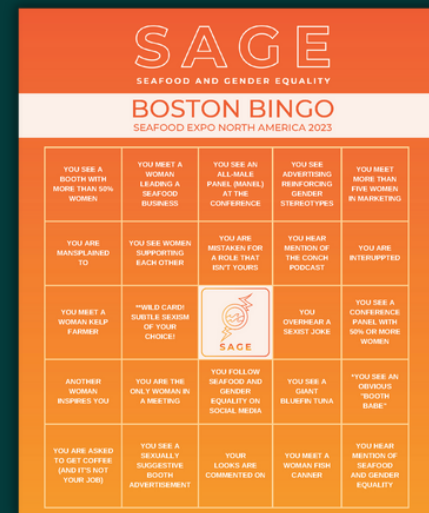 SAGE
SEAFOOD AND GENDER EQUALITY
BOSTON BINGO
SEAFOOD EXPO NORTH AMERICA 2023
YOU SEE A
BOOTH WITH
MORE THAN 50%
WOMEN
YOU MEET A
WOMAN
LEADING A
SEAFOOD
BUSINESS
YOU SEE AN
ALL-MALE
PANEL (MANEL)
AT THE
CONFERENCE
YOU SEE
ADVERTISING
REINFORCING
GENDER
STEREOTYPES
YOU MEET
MORE THAN
FIVE WOMEN
IN MARKETING
YOU ARE
MANSPLAINED
TO
YOU SEE WOMEN
SUPPORTING
EACH OTHER
YOU ARE
MISTAKEN FOR
A ROLE THAT
ISN'T YOURS
YOU HEAR
MENTION OF
THE CONCH
PODCAST
YOU ARE
INTERUPPTED
YOU MEET A
WOMAN KELP
FARMER
**WILD CARD!
SUBTLE SEXISM
OF YOUR
CHOICE!
SAGE
YOU
OVERHEAR A
SEXIST JOKE
YOU SEE A
CONFERENCE
PANEL WITH
50% OR MORE
WOMEN
ANOTHER
WOMAN
INSPIRES YOU
YOU ARE THE
ONLY WOMAN IN
A MEETING
YOU FOLLOW
SEAFOOD AND
GENDER
EQUALITY ON
SOCIAL MEDIA
YOU SEE A
GIANT
BLUEFIN TUNA
*YOU SEE AN
OBVIOUS
"BOOTH
BABE"
YOU ARE ASKED
TO GET COFFEE
(AND IT'S NOT
YOUR JOB)
YOU SEE A
SEXUALLY
SUGGESTIVE
BOOTH
ADVERTISEMENT
YOUR
LOOKS ARE
COMMENTED ON
YOU MEET A
WOMAN FISH
CANNER
YOU HEAR
MENTION OF
SEAFOOD
AND GENDER
EQUALITY